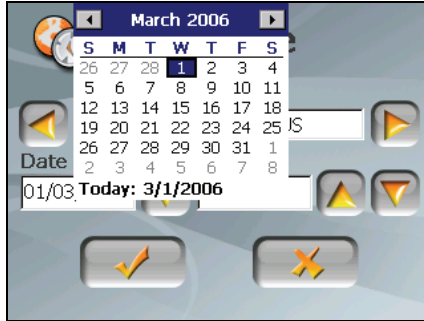 March 2006
S M T W T F S
26 27 28 1 2 3 4
5 6 7 8 9 10 11
12 13 14 15 16 17 18
19 20 21 22 23 24 25
26 27 28 29 30 31 1
2 3 4 5 6 7 8
Today: 3/1/2006
Date
01/03